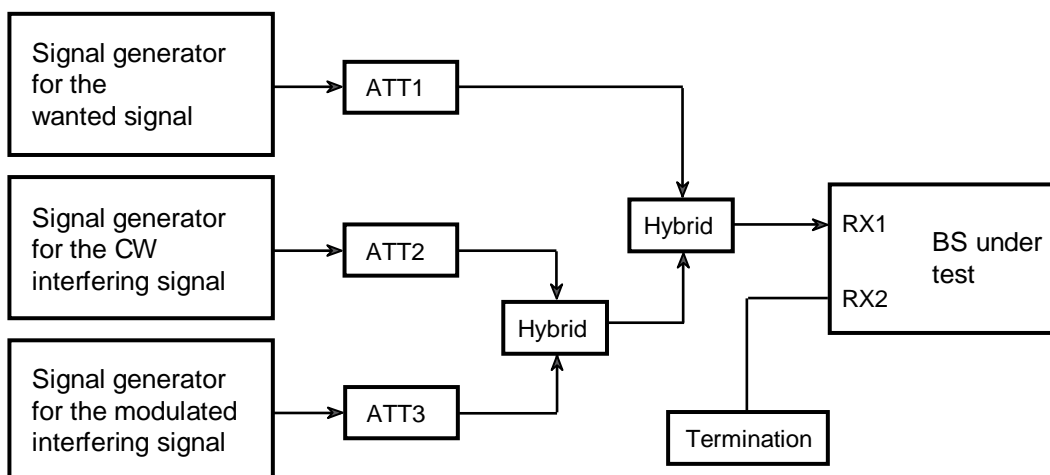 Signal generator
for the
wanted signal
ATT1
Signal generator
for the CW
interfering signal
ATT2
Hybrid
Hybrid
RX1
BS under
test
RX2
Signal generator
for the modulated
interfering signal
ATT3
Termination